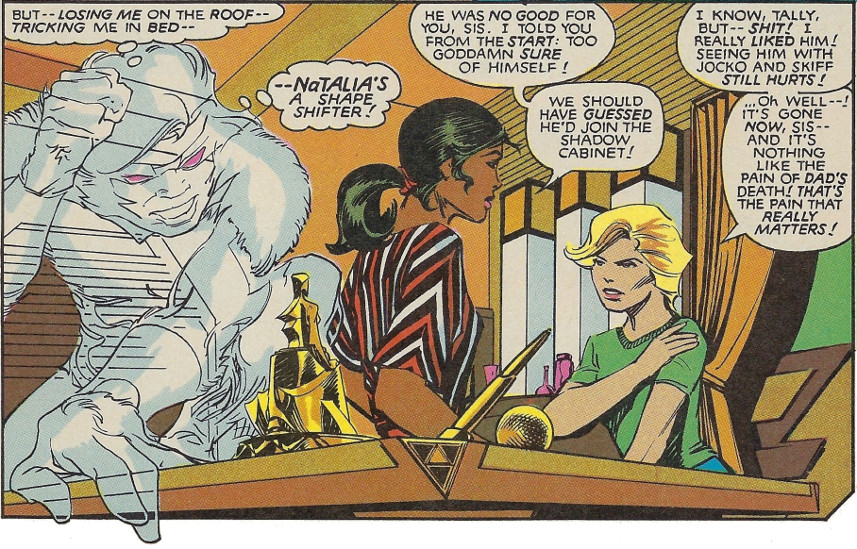 BUT--LOSING ME ON THE ROOF--
TRICKING ME IN BED--
--NaTALIA'S
A SHAPE
SHIFTER!
HE WAS NO GOOD FOR
YOU, SIS. I TOLD YOU
FROM THE START: TOO
GODDAMN SURE
OF HIMSELF!
WE SHOULD
HAVE GUESSED
HE'D JOIN THE
SHADOW
CABINET!
I KNOW, TALLY,
BUT--SHIT! I
REALLY LIKED HIM!
SEEING HIM WITH
JOCKO AND SKIFF
STILL HURTS!
...Oh WELL--!
IT'S GONE
NOW, SIS--
AND IT'S
NOTHING
LIKE THE
PAIN OF DAD'S
DEATH! THAT'S
THE PAIN THAT
REALLY
MATTERS!